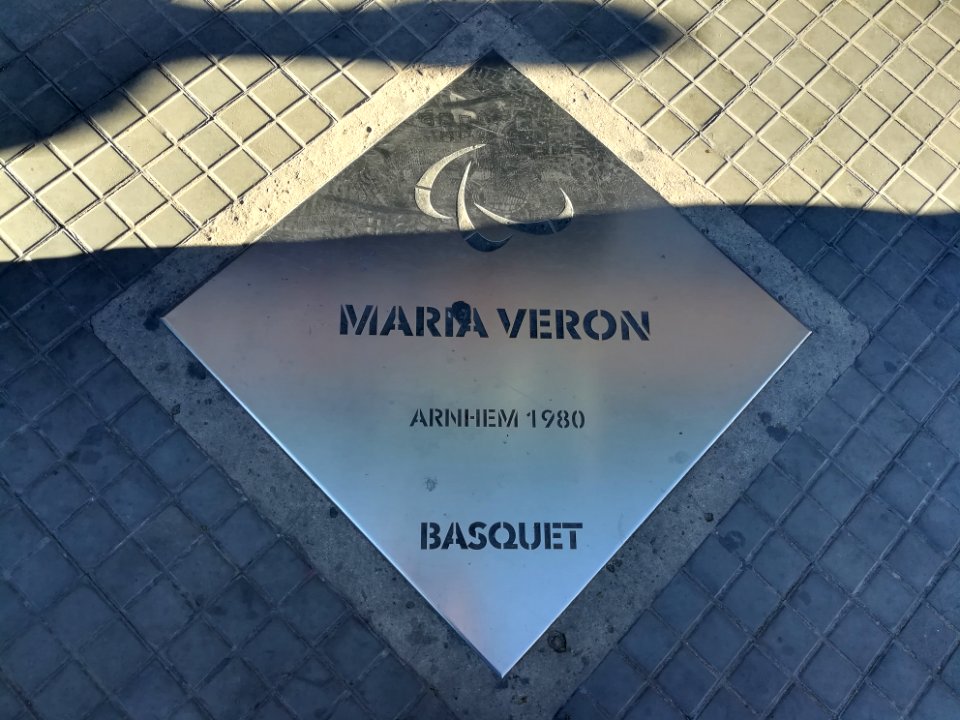 MARIA VERON
ARNHEM 1980
BASQUET